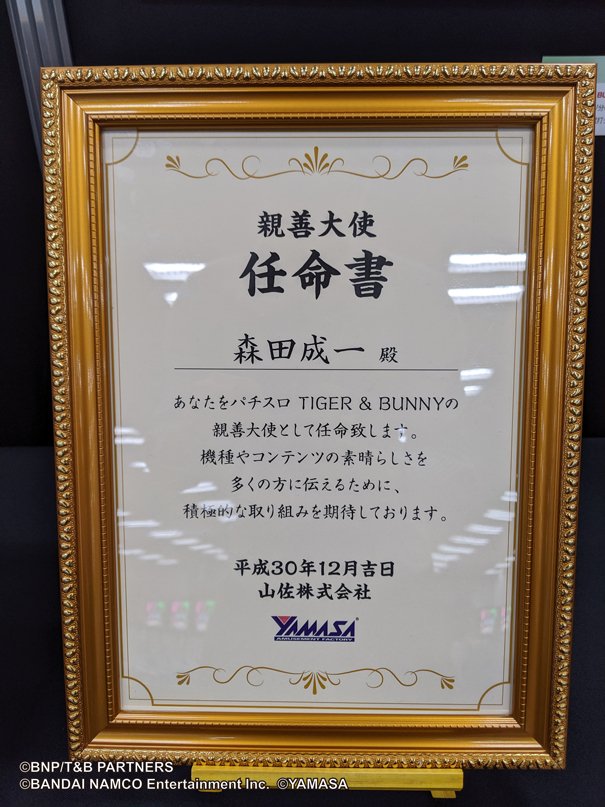 親善大使
任命書
森田成一 殿
あなたをパチスロ TIGER & BUNNYの
親善大使として任命致します。
機種やコンテンツの素晴らしさを
多くの方に伝えるために、
積極的な取り組みを期待しております。
平成30年12月吉日
山佐株式会社
YAMASA
AMUSEMENT FACTORY
©BNP/T&B PARTNERS
©BANDAI NAMCO Entertainment Inc. ©YAMASA